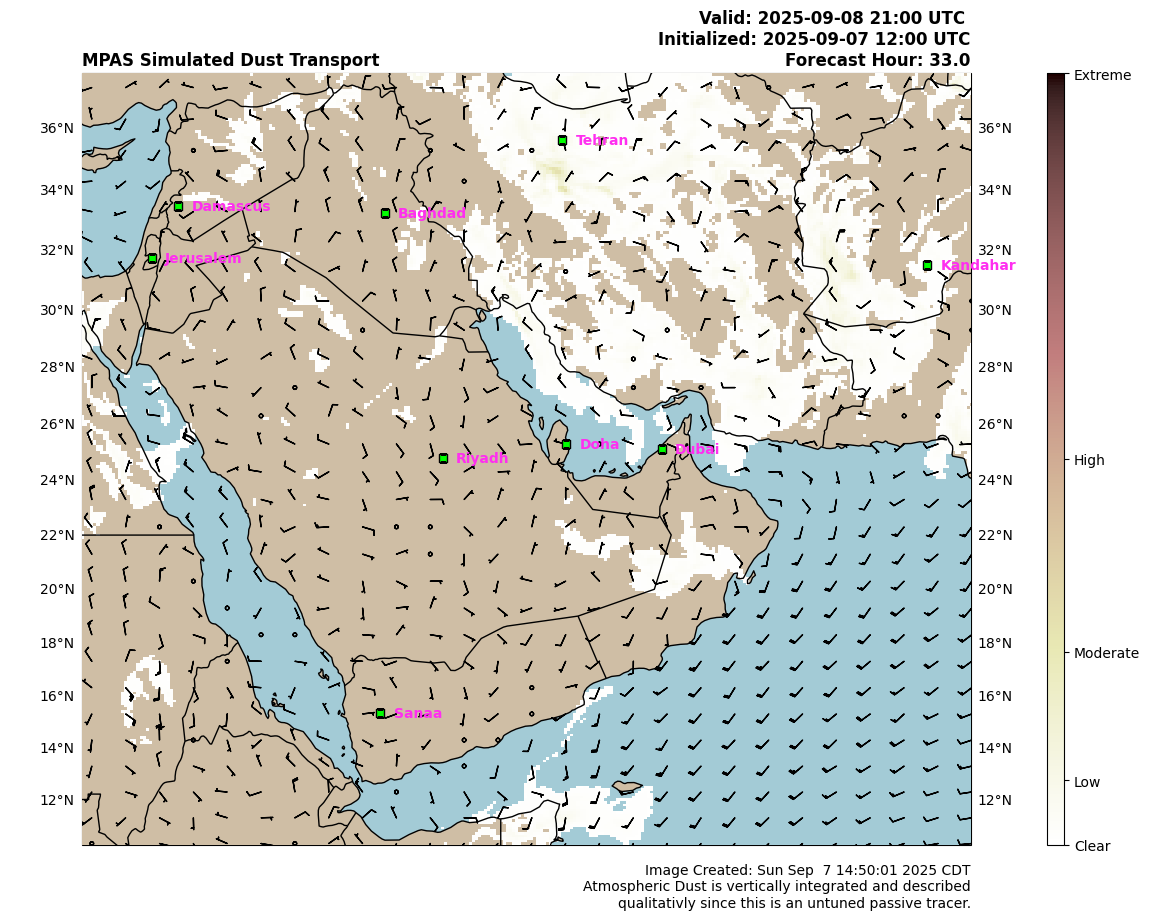 Valid: 2025-09-08 21:00 UTC
Initialized: 2025-09-07 12:00 UTC
MPAS Simulated Dust Transport
Forecast Hour: 33.0
Extreme
36°N
Tehran
36°N
34°N
34°N
Damascus
Baghdad
32°N
Jerusalem
32°N
Kandahar
30°N
30°N
28°N
28°N
26°N
26°N
Doha
Dubai
Riyadh
High
24°N
24°N
22°N
22°N
20°N
20°N
18°N
18°N
Moderate
16°N
16°N
Sanaa
14°N
14°N
Low
12°N
12°N
Clear
Image Created: Sun Sep  7 14:50:01 2025 CDT
Atmospheric Dust is vertically integrated and described
qualitativly since this is an untuned passive tracer.